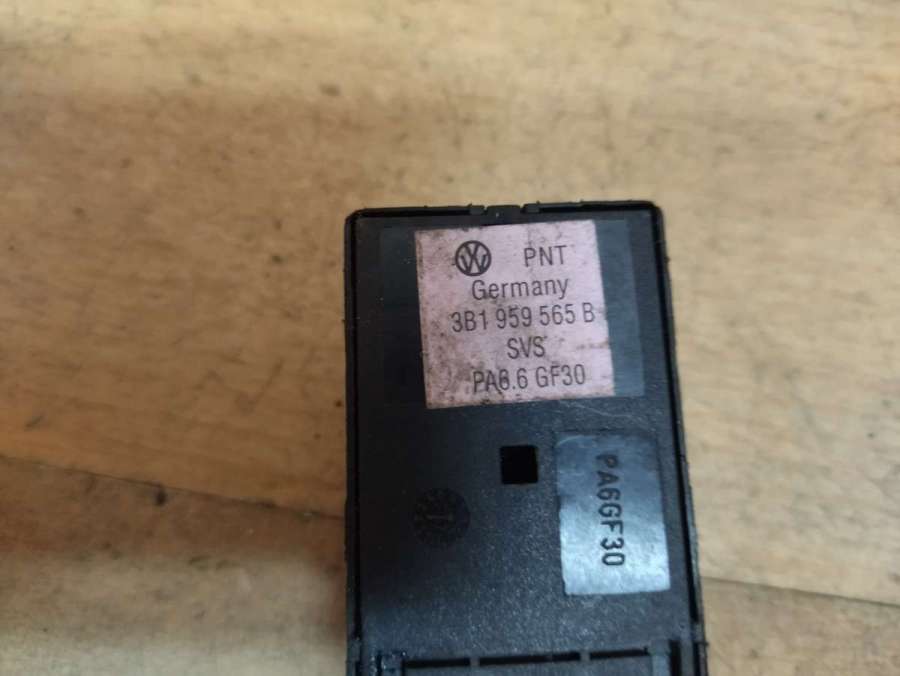 PNT
Germany
3B1 959 565 B
SVS
PA6.6 GF30
PA6GF30